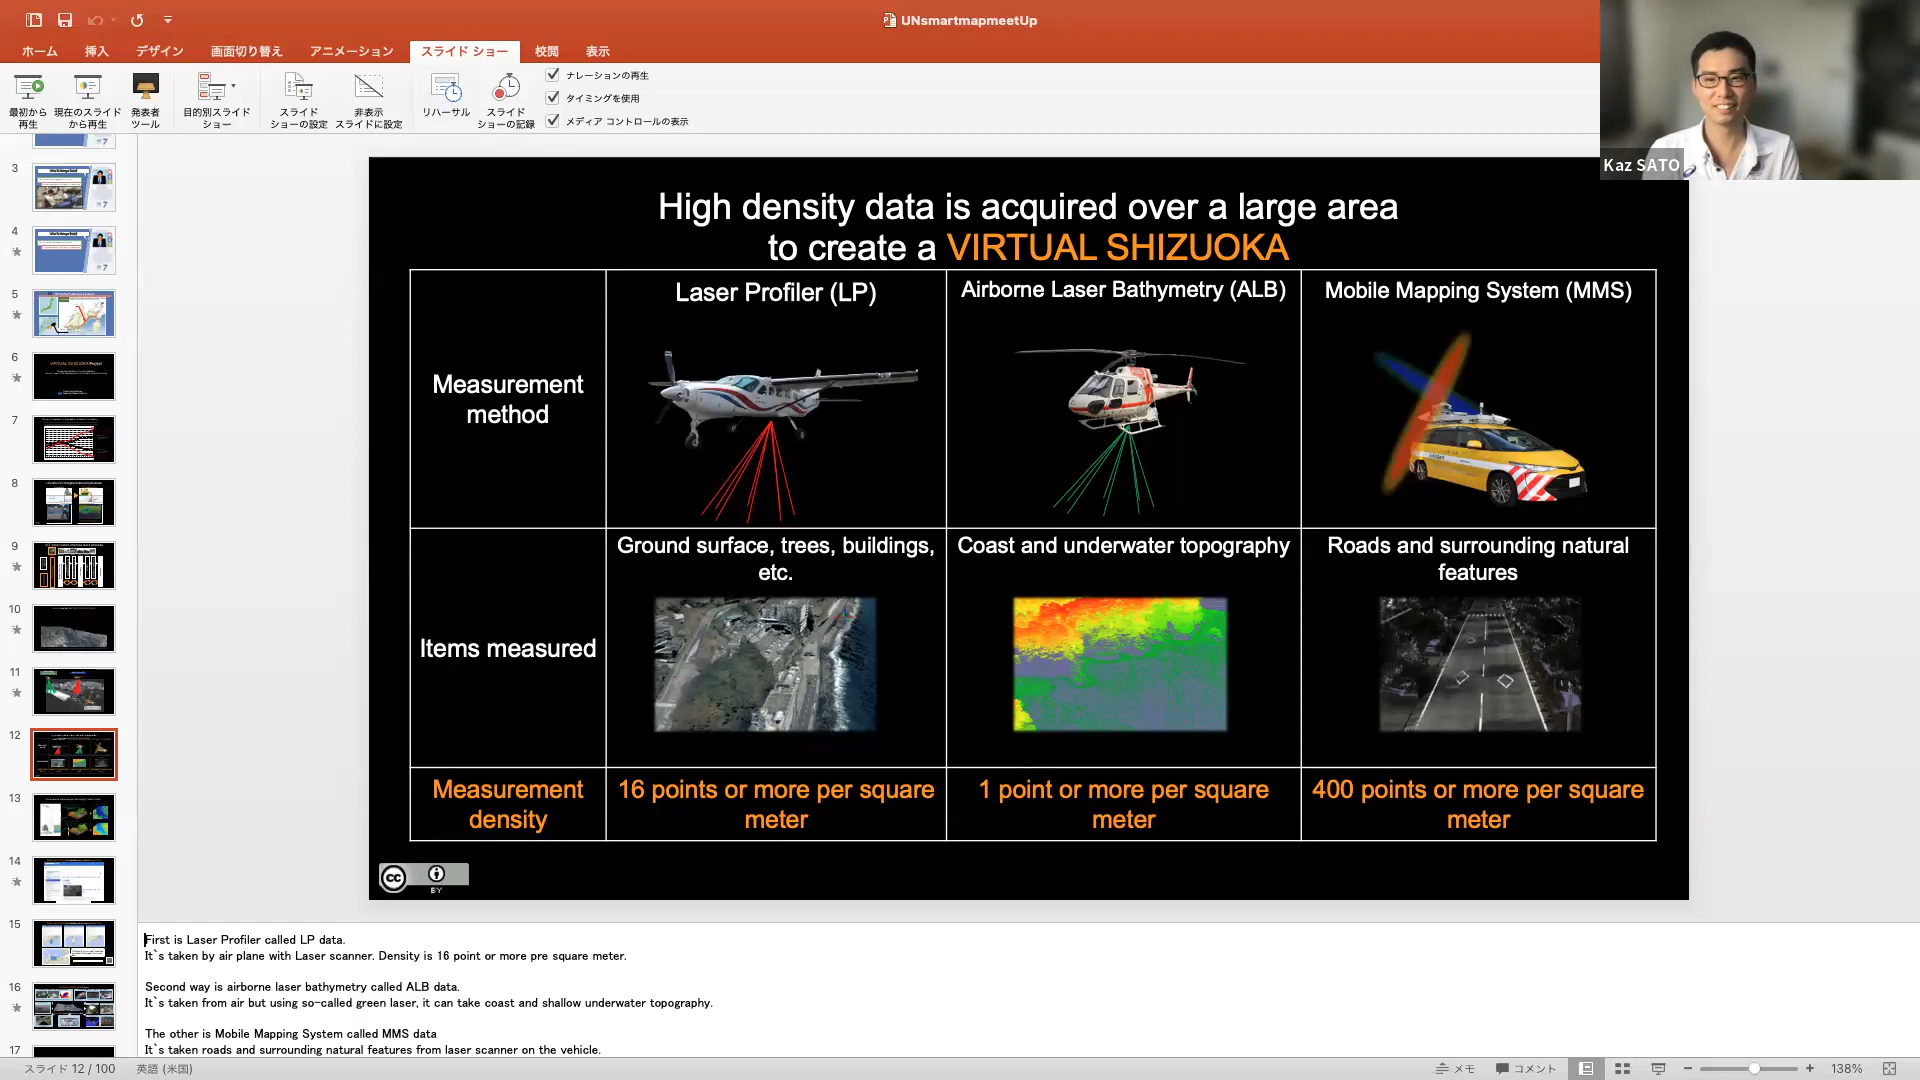 UNsmartmapmeetUp
ホーム 挿入 デザイン 画面切り替え アニメーション スライド ショー 校閲 表示
最初から
再生
現在のスライド
から再生
発表者
ツール
目的別スライド
ショー
スライド
ショーの設定
非表示
スライドに設定
リハーサル
スライド
ショーの記録
ナレーションの再生
タイミングを使用
メディア コントロールの表示
Kaz SATO
3
4
5
6
7
8
9
10
11
12
13
14
15
16
17
High density data is acquired over a large area
to create a VIRTUAL SHIZUOKA
Laser Profiler (LP)
Airborne Laser Bathymetry (ALB)
Mobile Mapping System (MMS)
Measurement
method
Ground surface, trees, buildings,
etc.
Coast and underwater topography
Roads and surrounding natural
features
Items measured
Measurement
density
16 points or more per square
meter
1 point or more per square
meter
400 points or more per square
meter
cc
BY
First is Laser Profiler called LP data.
It`s taken by air plane with Laser scanner. Density is 16 point or more pre square meter.
Second way is airborne laser bathymetry called ALB data.
It`s taken from air but using so-called green laser, it can take coast and shallow underwater topography.
The other is Mobile Mapping System called MMS data
It`s taken roads and surrounding natural features from laser scanner on the vehicle.
スライド 12 / 100 英語 (米国) メモ コメント 138%